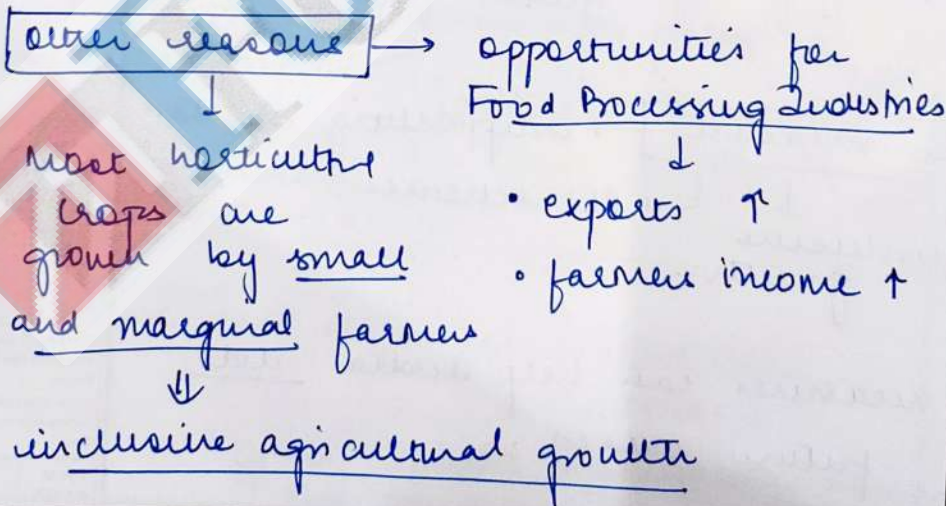 other reasons → opportunities for
Food Processing Industries
↓
• exports ↑
• farmers income ↑
↓
most horticulture
crops are
grown by small
and marginal farmers
⇓
inclusive agricultural growth